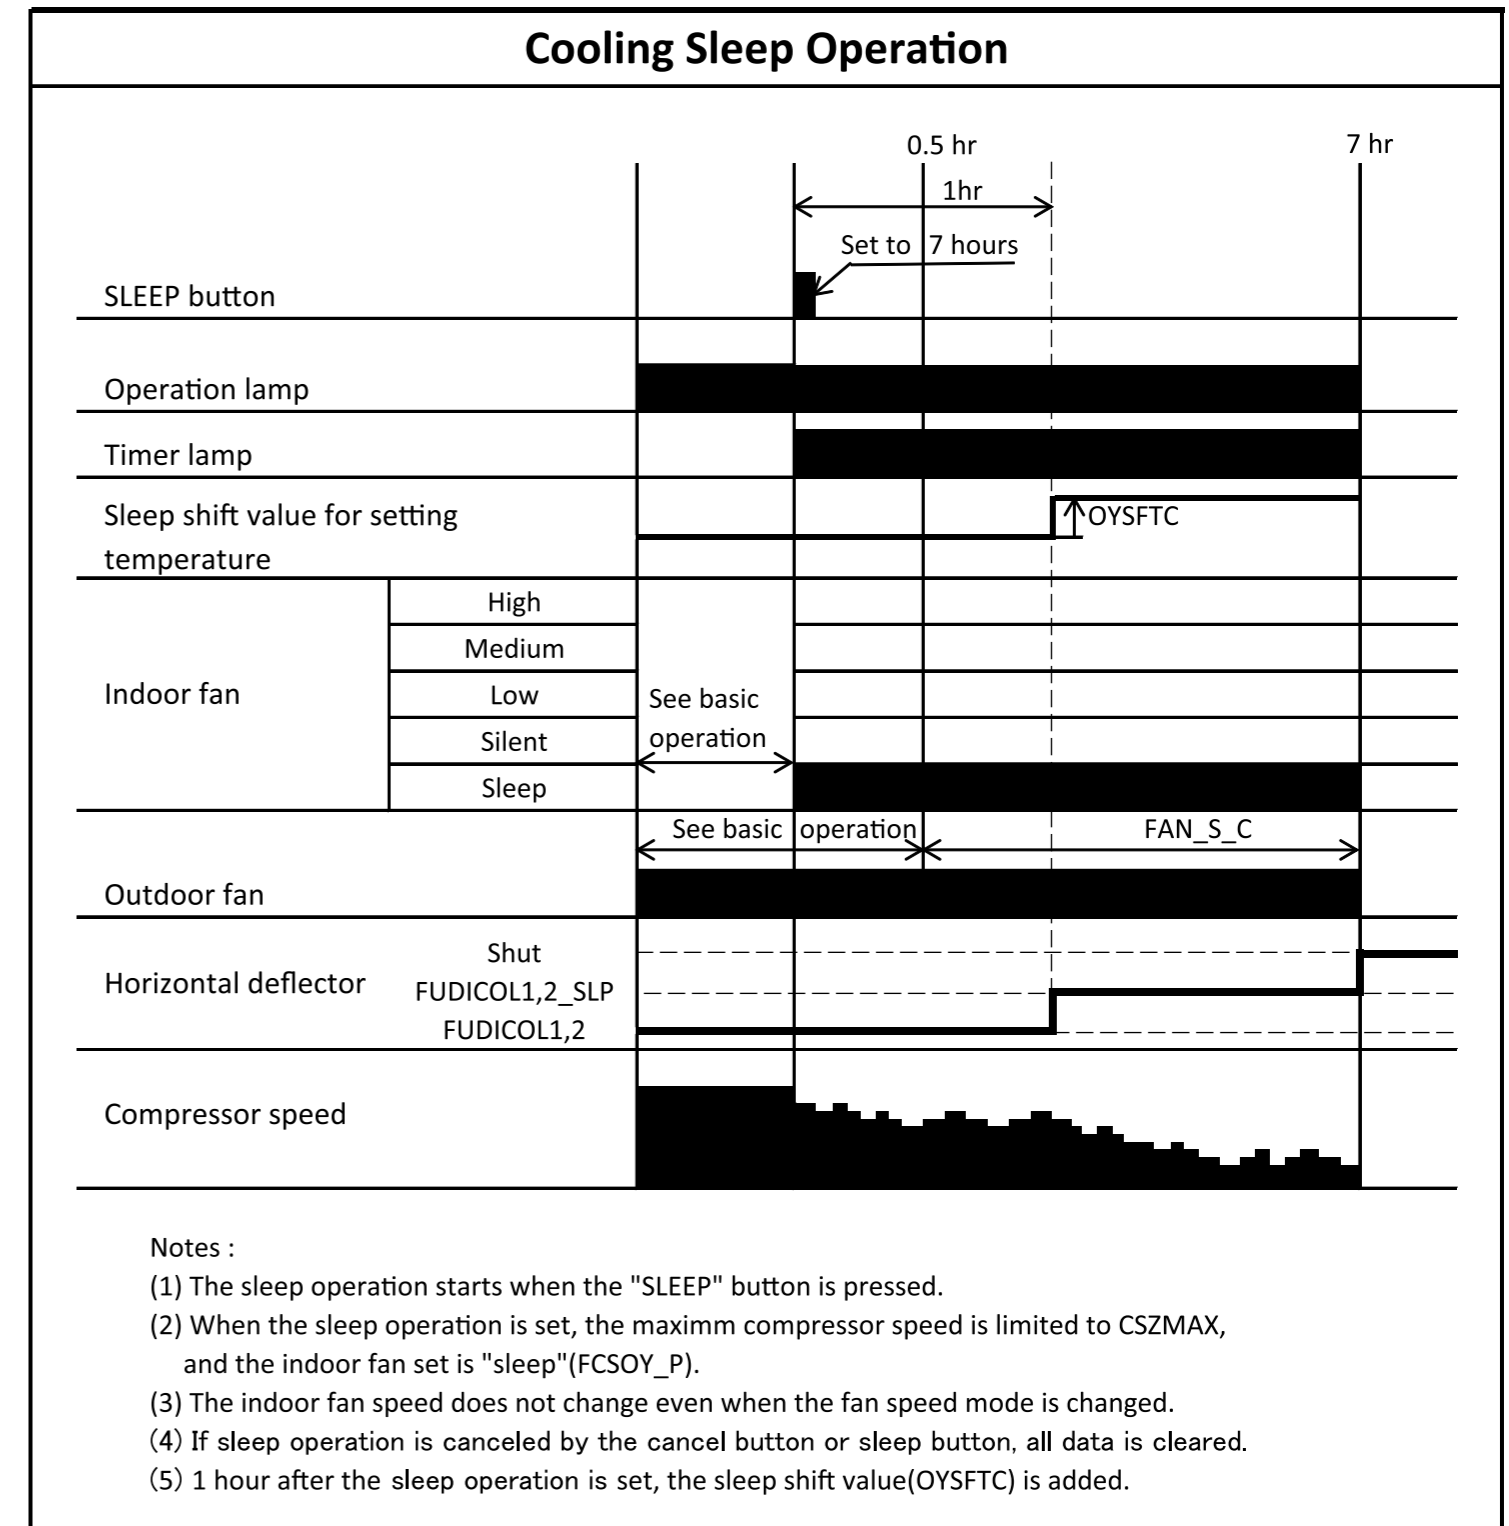 Cooling Sleep Operation
0.5 hr
7 hr
1hr
Set to 7 hours
SLEEP button
Operation lamp
Timer lamp
Sleep shift value for setting
temperature
OYSFTC
Indoor fan
High
Medium
Low
Silent
Sleep
See basic
operation
See basic operation
FAN_S_C
Outdoor fan
Horizontal deflector
Shut
FUDICOL1,2_SLP
FUDICOL1,2
Compressor speed
Notes :
(1) The sleep operation starts when the "SLEEP" button is pressed.
(2) When the sleep operation is set, the maximm compressor speed is limited to CSZMAX,
and the indoor fan set is "sleep"(FCSOY_P).
(3) The indoor fan speed does not change even when the fan speed mode is changed.
(4) If sleep operation is canceled by the cancel button or sleep button, all data is cleared.
(5) 1 hour after the sleep operation is set, the sleep shift value(OYSFTC) is added.